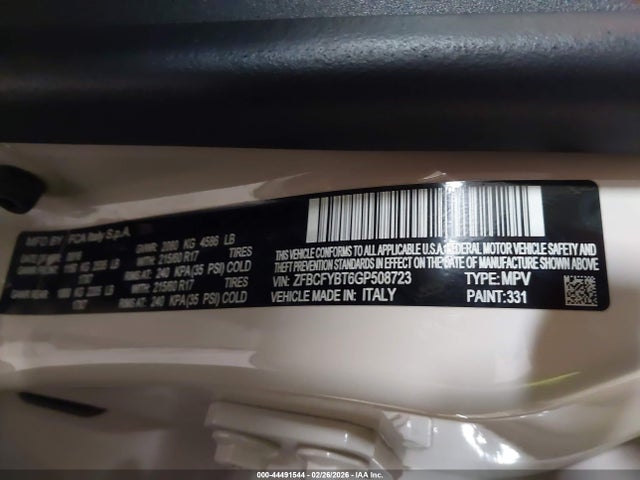 MFD BY FCA Italy S.p.A.
GVWR: 2080 KG 4586 LB
WITH: 215/60 R17 TIRES
RIMS AT: 240 KPA(35 PSI) COLD
WITH: 215/60 R17 TIRES
RIMS AT: 240 KPA(35 PSI) COLD
THIS VEHICLE CONFORMS TO ALL APPLICABLE U.S.A. FEDERAL MOTOR VEHICLE SAFETY AND
THEFT PREVENTION STANDARDS IN EFFECT ON THE DATE OF MANUFACTURE SHOWN ABOVE
VIN: ZFBCFYBT6GP508723 TYPE: MPV
VEHICLE MADE IN: ITALY PAINT: 331
000-44491544 02/26/2026 IAA Inc.